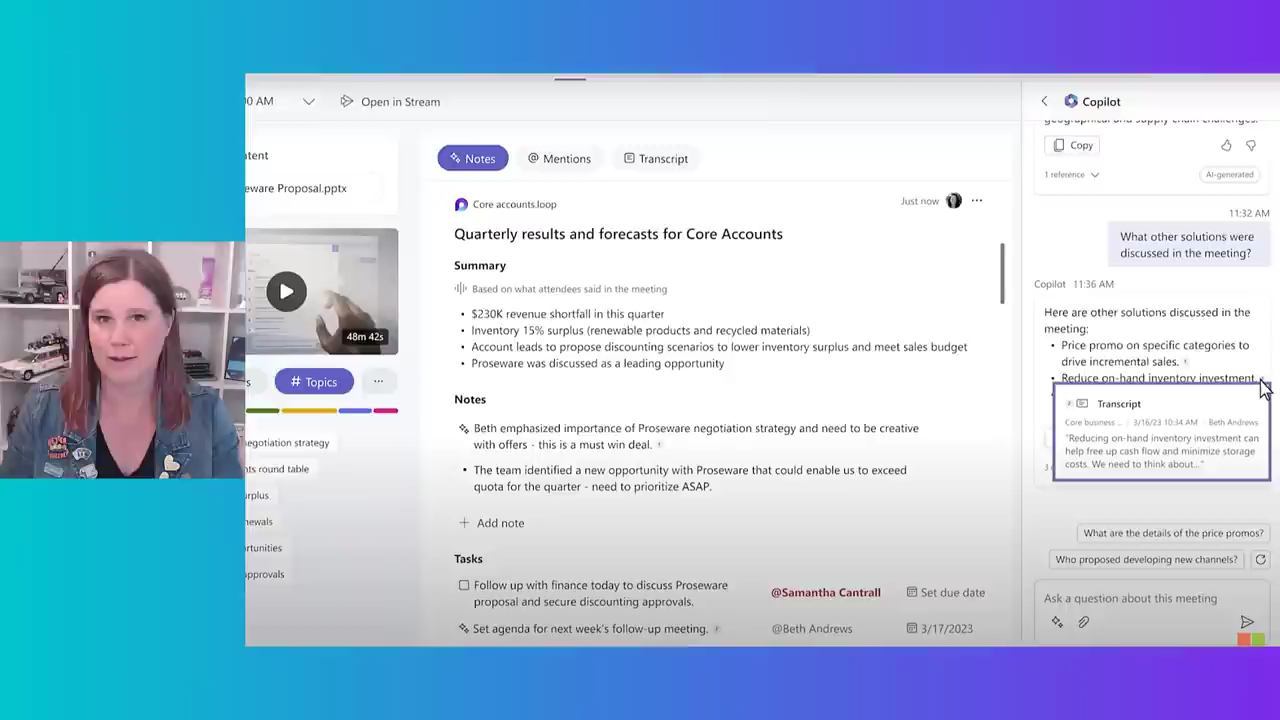 0 AM
Open in Stream
tent
eware Proposal.pptx
48m 42s
s
# Topics
...
egotiation strategy
nts round table
urplus
newals
ortunities
approvals
Notes
@ Mentions
Transcript
Core accounts.loop
Just now
...
Quarterly results and forecasts for Core Accounts
Summary
Based on what attendees said in the meeting
• $230K revenue shortfall in this quarter
• Inventory 15% surplus (renewable products and recycled materials)
• Account leads to propose discounting scenarios to lower inventory surplus and meet sales budget
• Proseware was discussed as a leading opportunity
Notes
Beth emphasized importance of Proseware negotiation strategy and need to be creative
with offers - this is a must win deal.
• The team identified a new opportunity with Proseware that could enable us to exceed
quota for the quarter - need to prioritize ASAP.
+ Add note
Tasks
Follow up with finance today to discuss Proseware
proposal and secure discounting approvals.
@Samantha Cantrall
Set due date
Set agenda for next week's follow-up meeting.
@Beth Andrews
3/17/2023
Copilot
geographical and supply chain challenges.
Copy
1 reference
AI-generated
11:32 AM
What other solutions were
discussed in the meeting?
Copilot 11:36 AM
Here are other solutions discussed in the
meeting:
• Price promo on specific categories to
drive incremental sales.
• Reduce on-hand inventory investment.
Transcript
Core business ... | 3/16/23 10:34 AM | Beth Andrews
"Reducing on-hand inventory investment can
help free up cash flow and minimize storage
costs. We need to think about..."
3
What are the details of the price promos?
Who proposed developing new channels?
Ask a question about this meeting